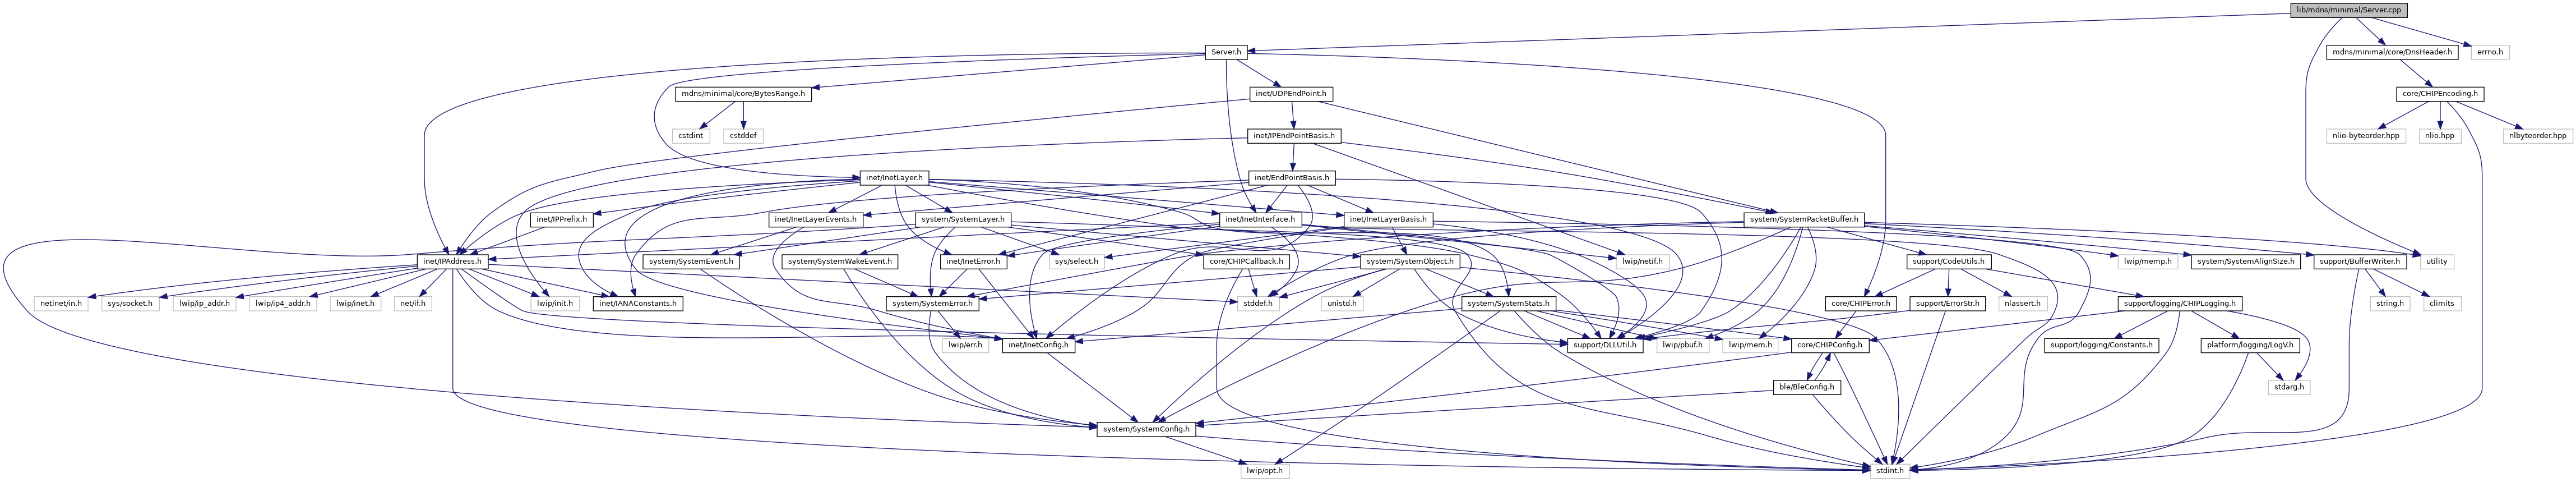 lib/mdns/minimal/Server.cpp
Server.h
mdns/minimal/core/DnsHeader.h
errno.h
mdns/minimal/core/BytesRange.h
inet/UDPEndPoint.h
core/CHIPEncoding.h
cstdint
cstddef
inet/IPEndPointBasis.h
nlio-byteorder.hpp
nlio.hpp
nlbyteorder.hpp
inet/InetLayer.h
inet/EndPointBasis.h
inet/IPPrefix.h
inet/InetLayerEvents.h
system/SystemLayer.h
inet/InetInterface.h
inet/InetLayerBasis.h
system/SystemPacketBuffer.h
inet/IPAddress.h
system/SystemEvent.h
system/SystemWakeEvent.h
inet/InetError.h
sys/select.h
core/CHIPCallback.h
system/SystemObject.h
lwip/netif.h
support/CodeUtils.h
lwip/memp.h
system/SystemAlignSize.h
support/BufferWriter.h
utility
netinet/in.h
sys/socket.h
lwip/ip_addr.h
lwip/ip4_addr.h
lwip/inet.h
net/if.h
lwip/init.h
inet/IANAConstants.h
system/SystemError.h
stddef.h
unistd.h
system/SystemStats.h
core/CHIPError.h
support/ErrorStr.h
nlassert.h
support/logging/CHIPLogging.h
string.h
climits
lwip/err.h
inet/InetConfig.h
support/DLLUtil.h
lwip/pbuf.h
lwip/mem.h
core/CHIPConfig.h
support/logging/Constants.h
platform/logging/LogV.h
ble/BleConfig.h
stdarg.h
system/SystemConfig.h
lwip/opt.h
stdint.h